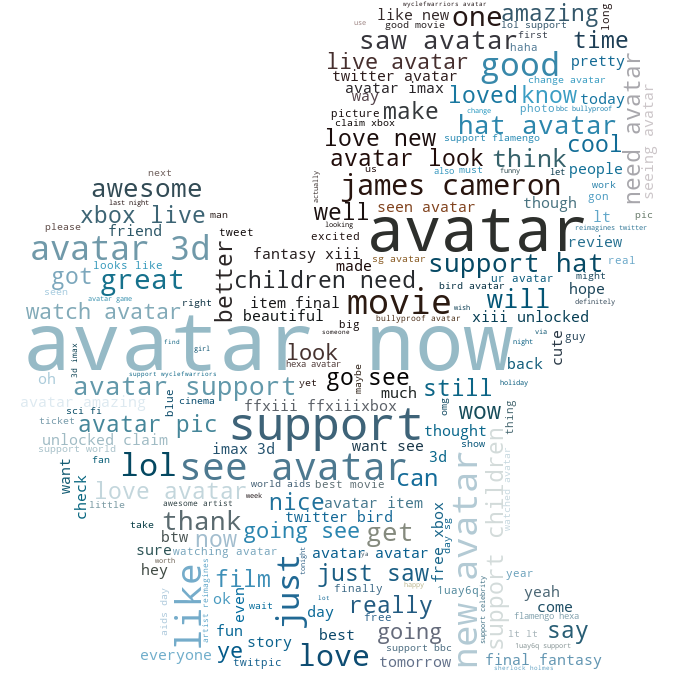 wyclefwarriors avatar
like new
one
amazing
long
use
good movie
lol support
first
saw avatar
time
haha
live avatar
good
pretty
twitter avatar
change avatar
need avatar
seeing avatar
avatar imax
way
loved
know
today
picture
make
change
photo
bbc bullyproof
claim xbox
hat avatar
love new
support flamengo
cool
avatar look
think
us
also
must
funny
let
people
next
actually
james cameron
work
awesome
though
gon
last night
well
seen avatar
xbox live
man
lt
pic
please
friend
tweet
looking
avatar
reimagines twitter
excited
review
avatar 3d
better
fantasy xiii
sg avatar
support hat
real
looks like
made
got
great
children need
ur avatar
might
seen
bird avatar
hope
avatar game
right
item final
movie
wish
will
definitely
watch avatar
beautiful
big
bullyproof avatar
xiii unlocked
someone
via
avatar now
find
girl
look
night
cute
guy
3d imax
hexa avatar
back
support wyclefwarriors
maybe
go see
oh
avatar support
yet
much
still
holiday
blue
cinema
avatar amazing
ffxiii ffxiiixbox
omg
wow
thing
sci fi
ticket
avatar pic
support
thought
unlocked claim
want see
show
support world
imax 3d
3d
want
fan
lol
see avatar
can
watched avatar
check
world aids
best movie
love avatar
week
little
awesome artist
nice
avatar item
new avatar
support children
take
thank
twitter bird
free xbox
day sg
btw
now
going see
get
sure
watching avatar
avatar avatar
ya
worth
tonight
hey
like
artist reimagines
film
just
just saw
year
aids day
even
finally
happy
1uay6q
support celebrity
yeah
ok
wait
lot
day
really
come
flamengo hexa
fun
free
best
going
lt lt
say
ye
story
support bbc
1uay6q support
everyone
twitpic
love
tomorrow
final fantasy
sherlock holmes